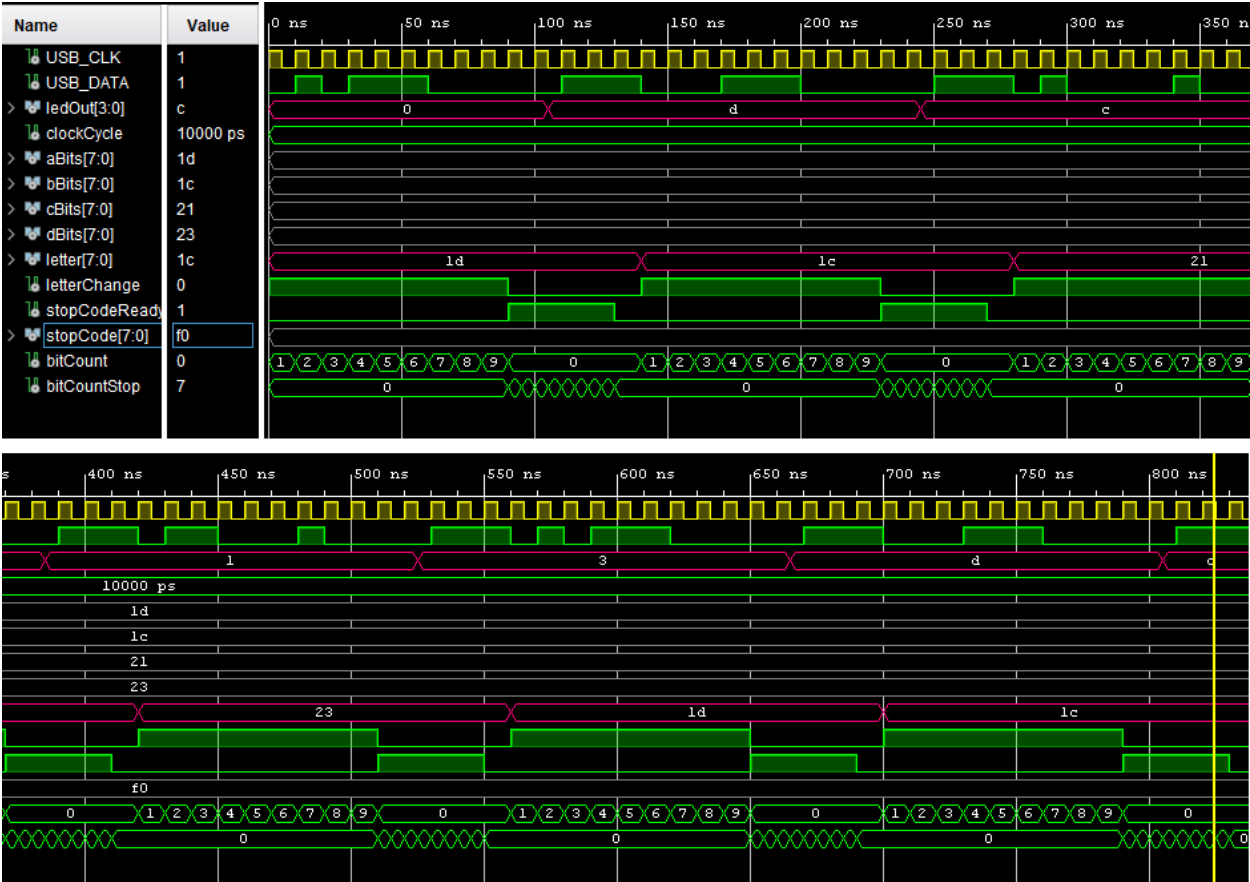 Name Value 0 ns 50 ns 100 ns 150 ns 200 ns 250 ns 300 ns 350 n
USB_CLK 1
USB_DATA 1
ledOut[3:0] c 0 d c
clockCycle 10000 ps
aBits[7:0] 1d
bBits[7:0] 1c
cBits[7:0] 21
dBits[7:0] 23
letter[7:0] 1c 1d 1c 21
letterChange 0
stopCodeReady 1
stopCode[7:0] f0
bitCount 0 1 2 3 4 5 6 7 8 9 0 1 2 3 4 5 6 7 8 9 0 1 2 3 4 5 6 7 8 9
bitCountStop 7 0 0 0
s 400 ns 450 ns 500 ns 550 ns 600 ns 650 ns 700 ns 750 ns 800 ns
1 3 d
10000 ps
1d
1c
21
23
23 1d 1c
f0
0 1 2 3 4 5 6 7 8 9 0 1 2 3 4 5 6 7 8 9 0 1 2 3 4 5 6 7 8 9 0
0 0 0 0